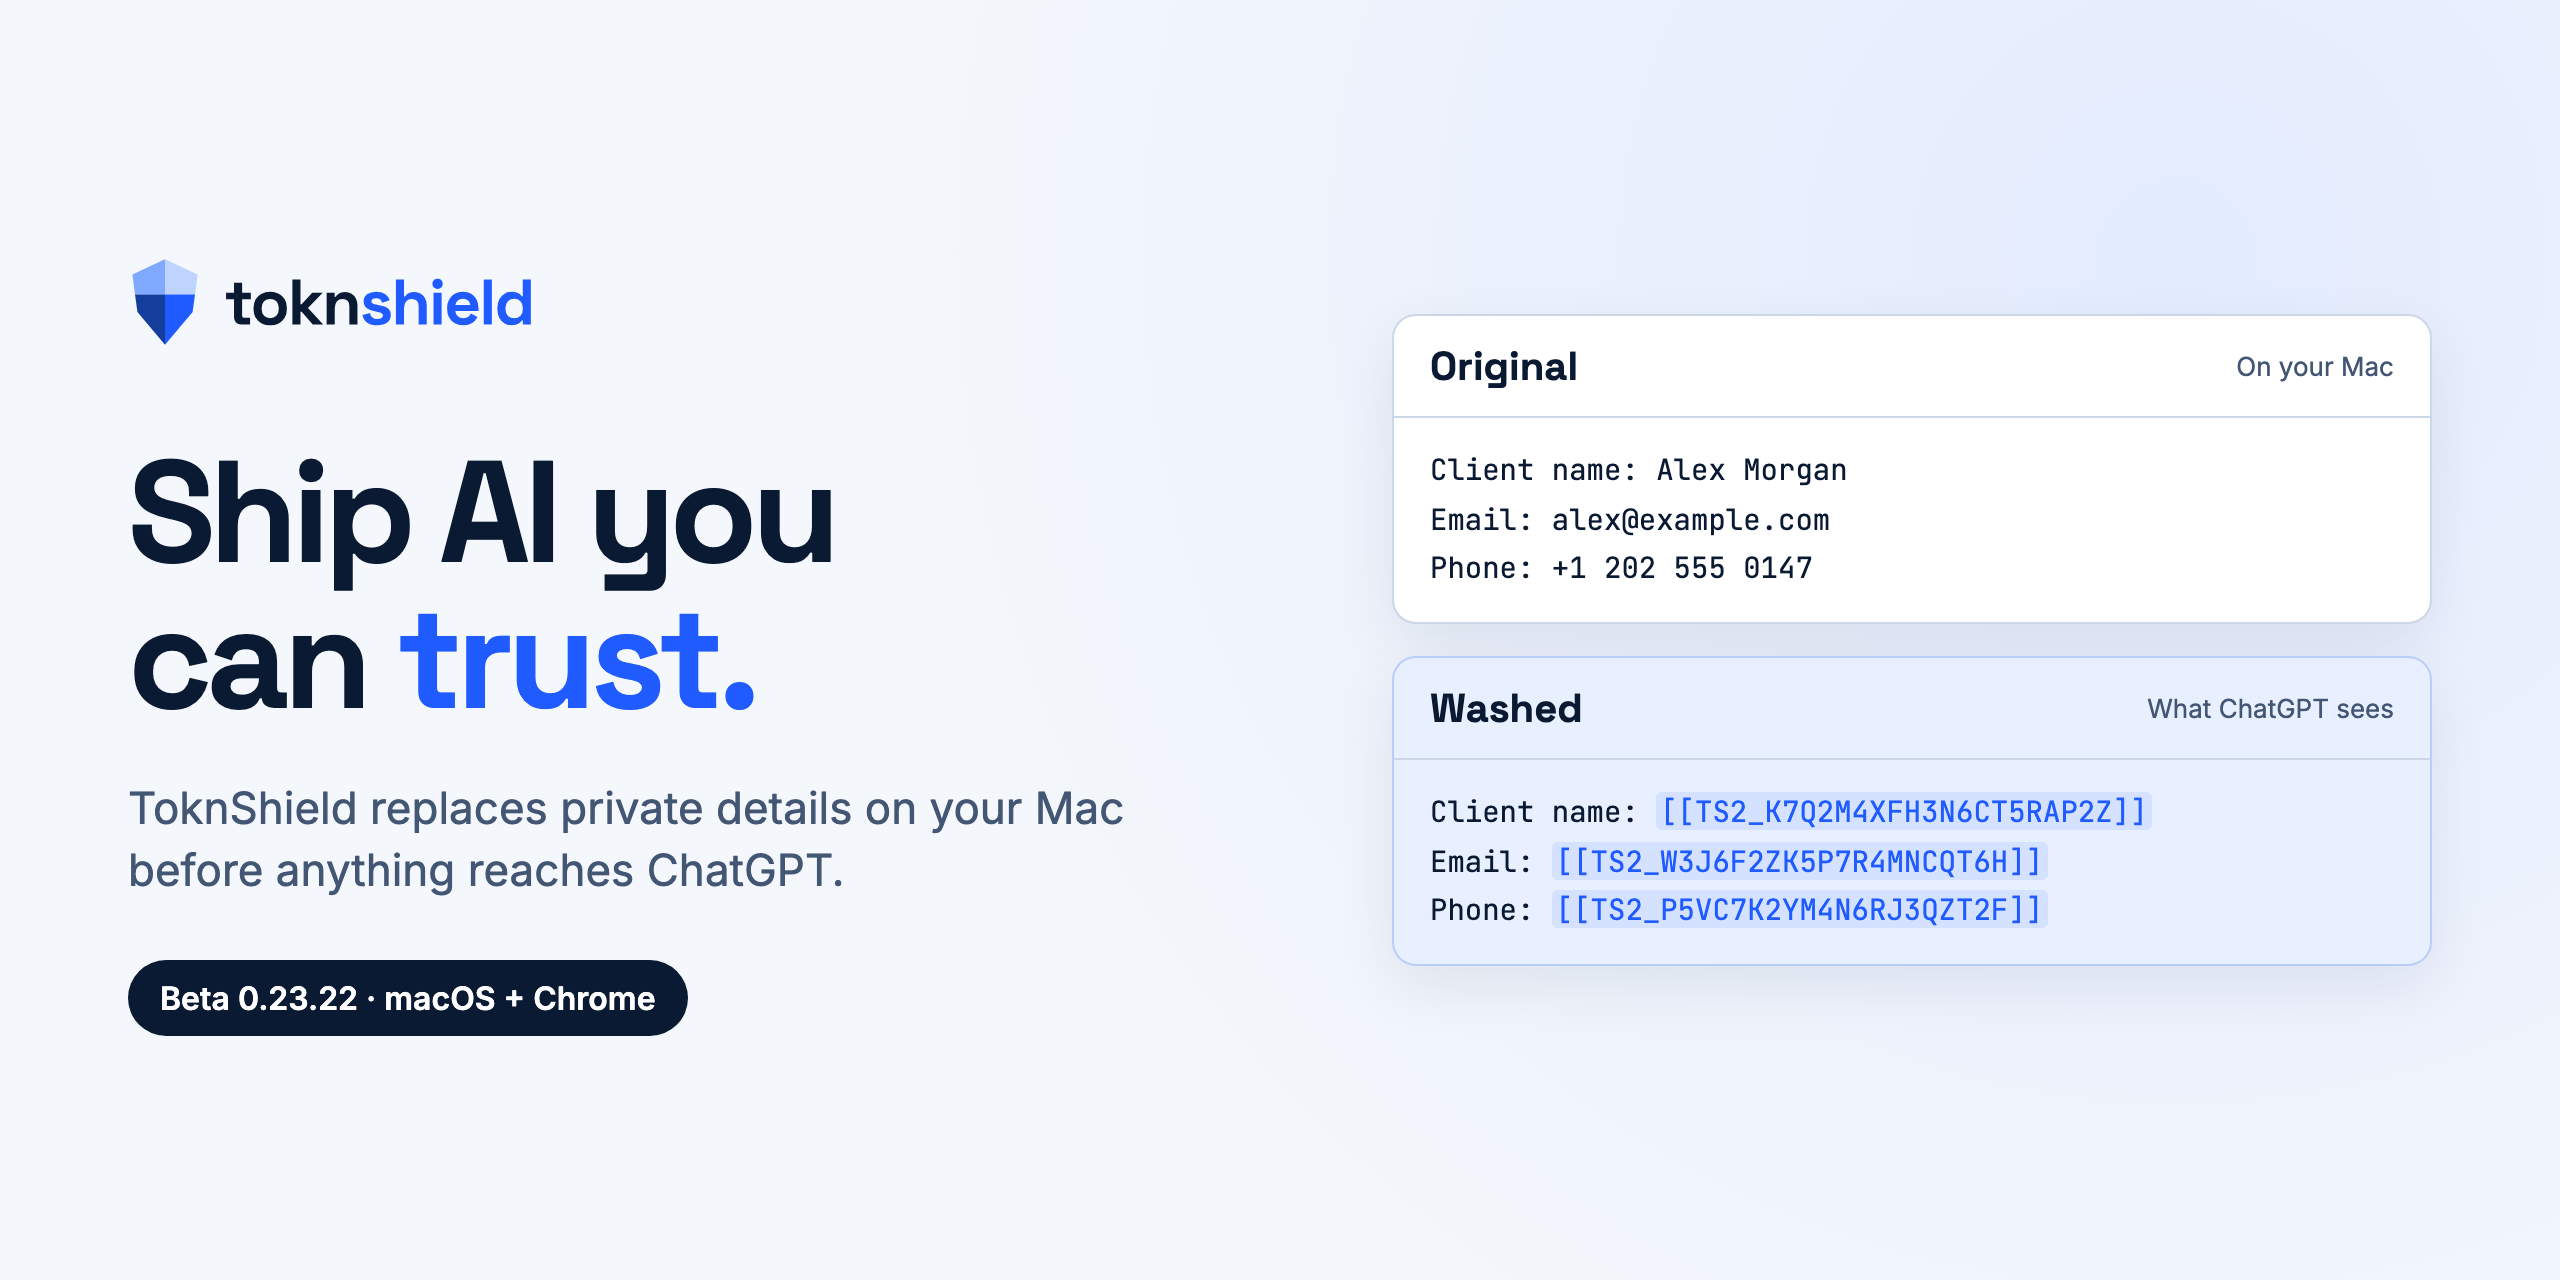 toknshield
Ship AI you
can trust.
ToknShield replaces private details on your Mac
before anything reaches ChatGPT.
Beta 0.23.22 · macOS + Chrome
Original
On your Mac
Client name: Alex Morgan
Email: alex@example.com
Phone: +1 202 555 0147
Washed
What ChatGPT sees
Client name: [[TS2_K7Q2M4XFH3N6CT5RAP2Z]]
Email: [[TS2_W3J6F2ZK5P7R4MNCQT6H]]
Phone: [[TS2_P5VC7K2YM4N6RJ3QZT2F]]